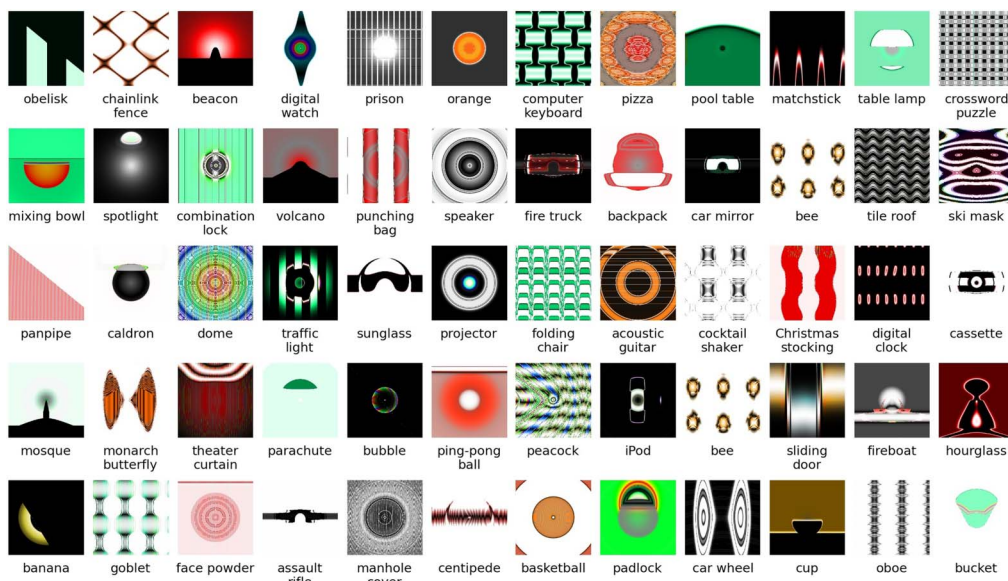 obelisk chainlink beacon digital prison orange computer pizza pool table matchstick table lamp crossword
fence watch keyboard puzzle
mixing bowl spotlight combination volcano punching speaker fire truck backpack car mirror bee tile roof ski mask
lock bag
panpipe caldron dome traffic sunglass projector folding acoustic cocktail Christmas digital cassette
light chair guitar shaker stocking clock
mosque monarch theater parachute bubble ping-pong peacock iPod bee sliding fireboat hourglass
butterfly curtain ball door
banana goblet face powder assault manhole centipede basketball padlock car wheel cup oboe bucket
rifle cover